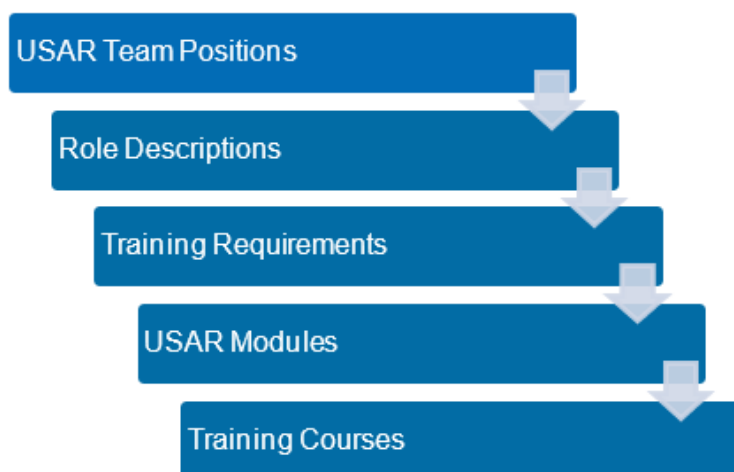 USAR Team Positions
Role Descriptions
Training Requirements
USAR Modules
Training Courses